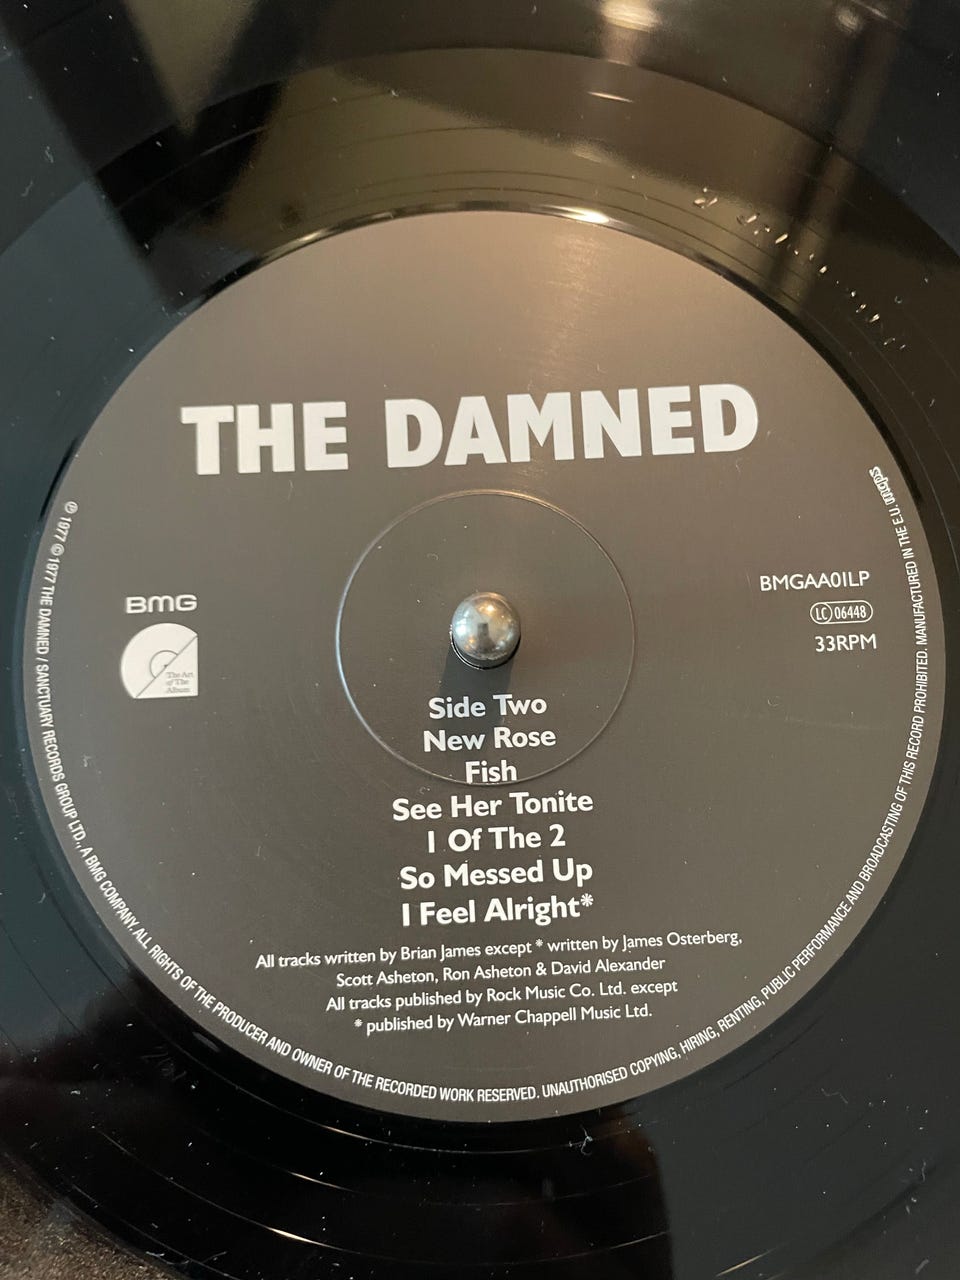 THE DAMNED
BMG
The Art
of The
Album
BMGAA01LP
LC 06448
33RPM
Side Two
New Rose
Fish
See Her Tonite
1 Of The 2
So Messed Up
I Feel Alright*
All tracks written by Brian James except * written by James Osterberg,
Scott Asheton, Ron Asheton & David Alexander
All tracks published by Rock Music Co. Ltd. except
* published by Warner Chappell Music Ltd.
℗ 1977 © 1977 THE DAMNED / SANCTUARY RECORDS GROUP LTD., A BMG COMPANY. ALL RIGHTS OF THE PRODUCER AND OWNER OF THE RECORDED WORK RESERVED. UNAUTHORISED COPYING, HIRING, RENTING, PUBLIC PERFORMANCE AND BROADCASTING OF THIS RECORD PROHIBITED. MANUFACTURED IN THE E.U. mcps